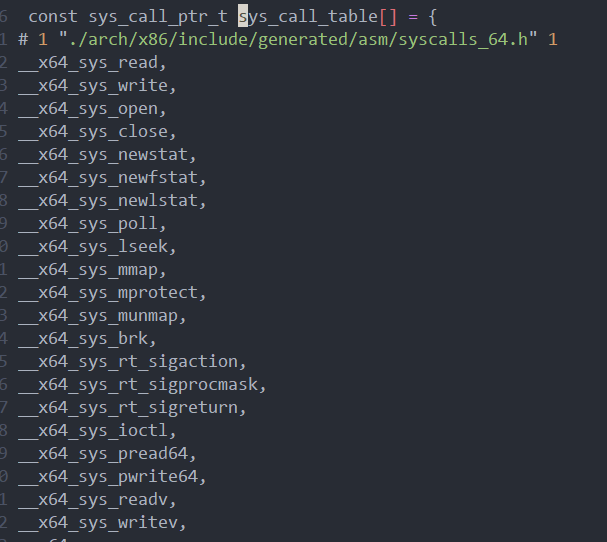 6 const sys_call_ptr_t sys_call_table[] = {
1 # 1 "./arch/x86/include/generated/asm/syscalls_64.h" 1
2 __x64_sys_read,
3 __x64_sys_write,
4 __x64_sys_open,
5 __x64_sys_close,
6 __x64_sys_newstat,
7 __x64_sys_newfstat,
8 __x64_sys_newlstat,
9 __x64_sys_poll,
0 __x64_sys_lseek,
1 __x64_sys_mmap,
2 __x64_sys_mprotect,
3 __x64_sys_munmap,
4 __x64_sys_brk,
5 __x64_sys_rt_sigaction,
6 __x64_sys_rt_sigprocmask,
7 __x64_sys_rt_sigreturn,
8 __x64_sys_ioctl,
9 __x64_sys_pread64,
0 __x64_sys_pwrite64,
1 __x64_sys_readv,
2 __x64_sys_writev,